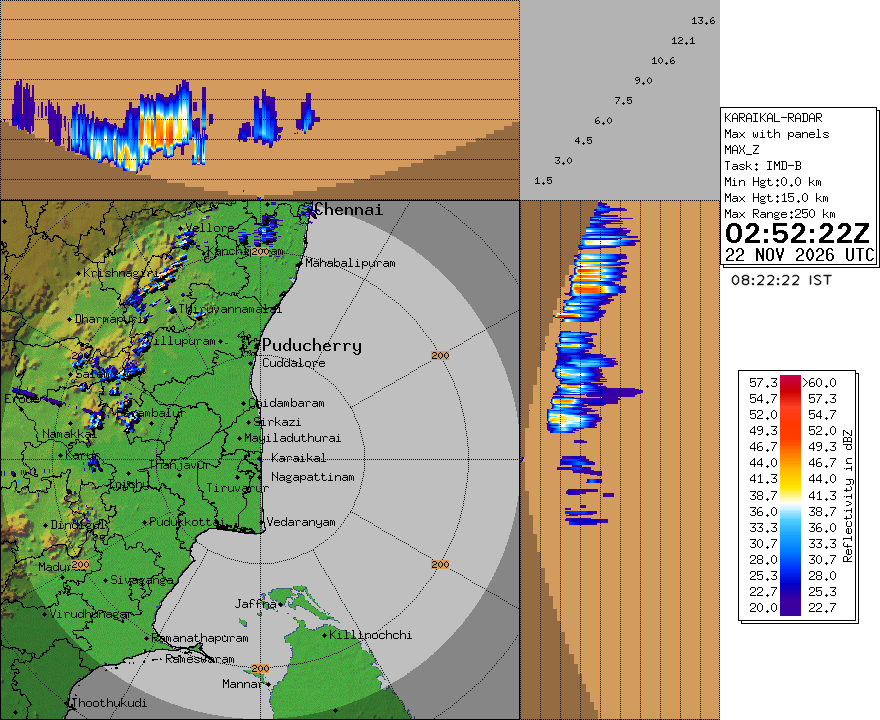 13.6
12.1
10.6
9.0
7.5
6.0
4.5
3.0
1.5
KARAIKAL-RADAR
Max with panels
MAX_Z
Task: IMD-B
Min Hgt:0.0 km
Max Hgt:15.0 km
Max Range:250 km
02:52:22Z
22 NOV 2026 UTC
08:22:22 IST
Chennai
Vellore
200
Mahabalipuram
Krishnagiri
Thiruvannamalai
Dharmapuri
Villupuram
Puducherry
200
Cuddalore
Salem
Erode
Chidambaram
Perambalur
Sirkazi
Namakkal
Mayiladuthurai
Karur
Karaikal
Thanjavur
Nagapattinam
Tiruvarur
Pudukkottai
Vedaranyam
200
200
Sivaganga
Jaffna
Virudhunagar
Killinochchi
Ramanathapuram
Rameswaram
200
Mannar
Thoothukudi
57.3 >60.0
54.7 57.3
52.0 54.7
49.3 52.0
46.7 49.3
44.0 46.7
41.3 44.0
38.7 41.3
36.0 38.7
33.3 36.0
30.7 33.3
28.0 30.7
25.3 28.0
22.7 25.3
20.0 22.7
Reflectivity in dBZ